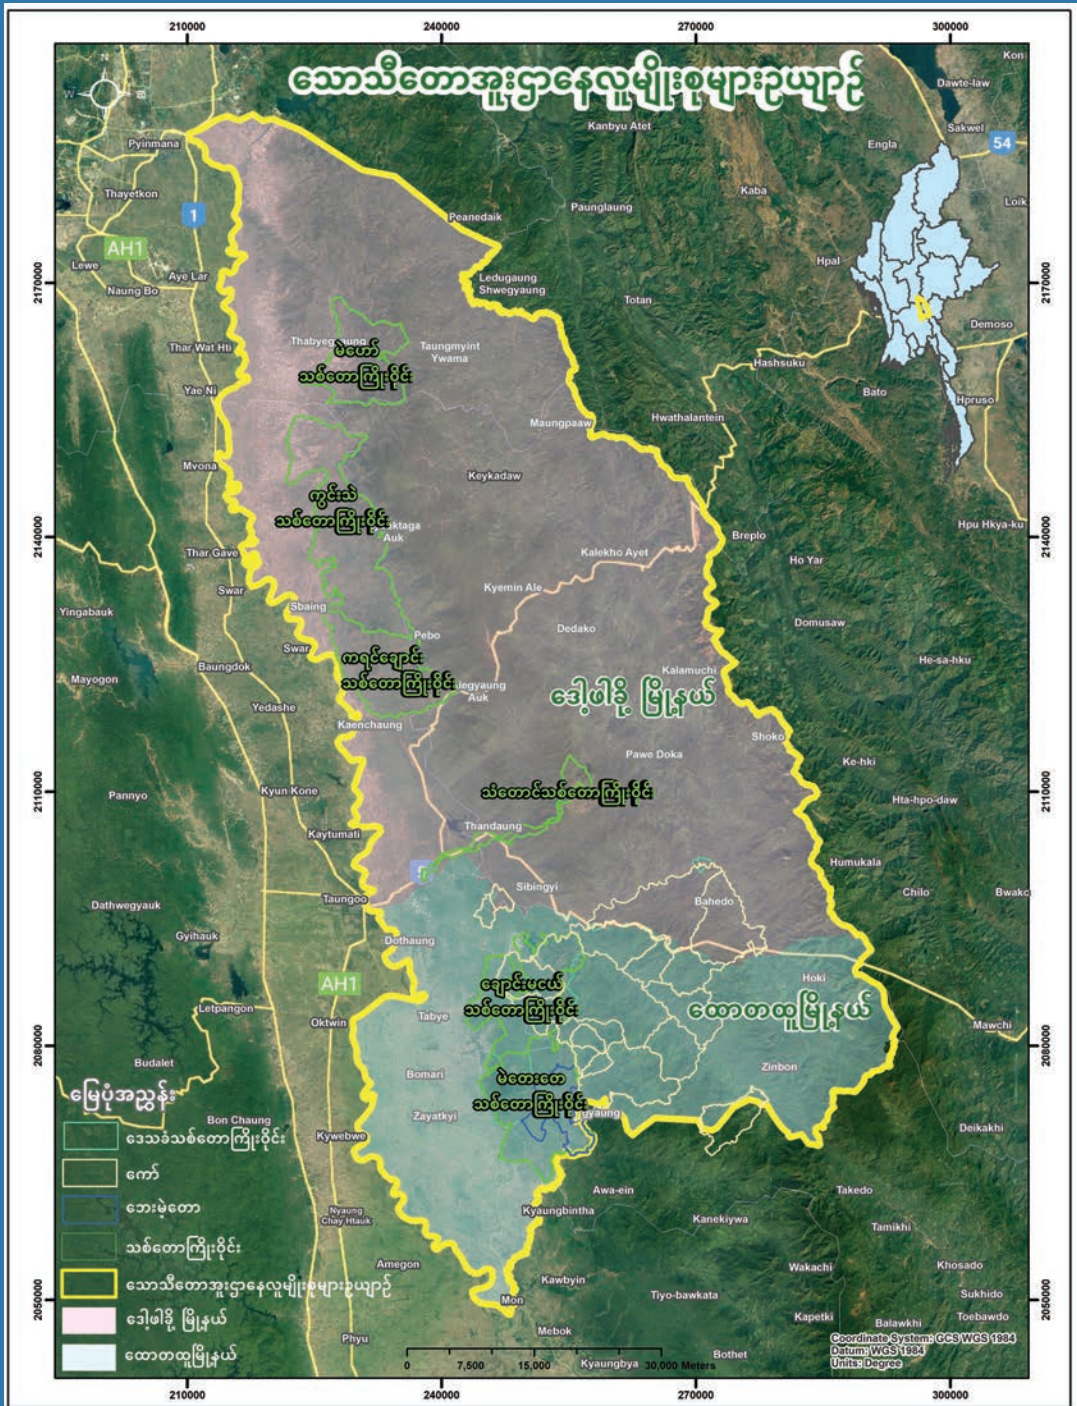 210000 240000 270000 300000
သောသီတောအူးဌာနေလူမျိုးစုများဥယျာဉ်
N
W
Kon
Dawte-law
Sakwel
54
Engla
Kanbyu Atet
Pyinmana
Kaba
Thayetkon
Paunglaung
Loik
1
Peanedaik
AH1
Lewe
Aye Lar
Hpal
Naung Bo
Ledugaung
Shwegyaung
2170000
2170000
Totan
Demoso
Thar Wat Hti
Taungmyint
Ywama
မဲဟော်
သစ်တောကြိုးဝိုင်း
Hashsuku
Yae Ni
Bato
Hpruso
Hwathalantein
Maungpaaw
Mvona
Keykadaw
ကွင်းသဲ
သစ်တောကြိုးဝိုင်း
Auk
Hpu Hkya-ku
2140000
2140000
Breplo
Thar Gave
Kalekho Ayet
Ho Yar
Swar
Kyemin Ale
Sbaing
Yingabauk
Dedako
Domusaw
Pebo
Swar
ကရင်ချောင်း
သစ်တောကြိုးဝိုင်း
He-sa-hku
Baungdok
Mayogon
Kalamuchi
legyaung
Auk
ဒေါ့ဖါခို့ မြို့နယ်
Yedashe
Kaenchaung
Shoko
Pawe Doka
Ke-hki
Kyun Kone
Pannyo
သံတောင်သစ်တောကြိုးဝိုင်း
Hta-hpo-daw
2110000
2110000
Kaytumati
Thandaung
Humukala
Sibingyi
Chilo
Bwako
Taungoo
Bahedo
Dathwegyauk
Gyihauk
Dothaung
Hoki
AH1
ချောင်းမငယ်
သစ်တောကြိုးဝိုင်း
ထောတထူမြို့နယ်
Letpangon
Oktwin
Tabye
Mawchi
2080000
2080000
Budalet
Bomari
Zinbon
မဲတေးတေ
သစ်တောကြိုးဝိုင်း
gyaung
Zayatkyi
မြေပုံအညွှန်း
Bon Chaung
Kywebwe
Deikakhi
ဒေသခံသစ်တောကြိုးဝိုင်း
ကော်
ဘေးမဲ့တော
သစ်တောကြိုးဝိုင်း
သောသီတောအူးဌာနေလူမျိုးစုများဥယျာဉ်
ဒေါ့ဖါခို့ မြို့နယ်
ထောတထူမြို့နယ်
Awa-ein
Takedo
Nyaung
Chay Htauk
Kyaungbintha
Kanekiywa
Tamikhi
Amegon
Wakachi
Khosado
Kawbyin
Tiyo-bawkata
Sukhido
2050000
2050000
Mon
Kapetki
Toebawdo
Balawkhi
Phyu
Mebok
Bothet
Kyaungbya
0 7,500 15,000 30,000 Meters
Coordinate System: GCS WGS 1984
Datum: WGS 1984
Units: Degree
210000 240000 270000 300000